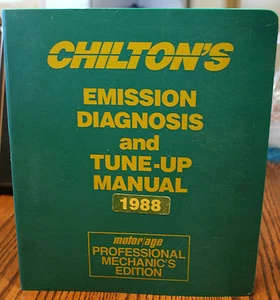 CHILTON'S
EMISSION
DIAGNOSIS
and
TUNE-UP
MANUAL
1988
motor/age
PROFESSIONAL
MECHANIC'S
EDITION